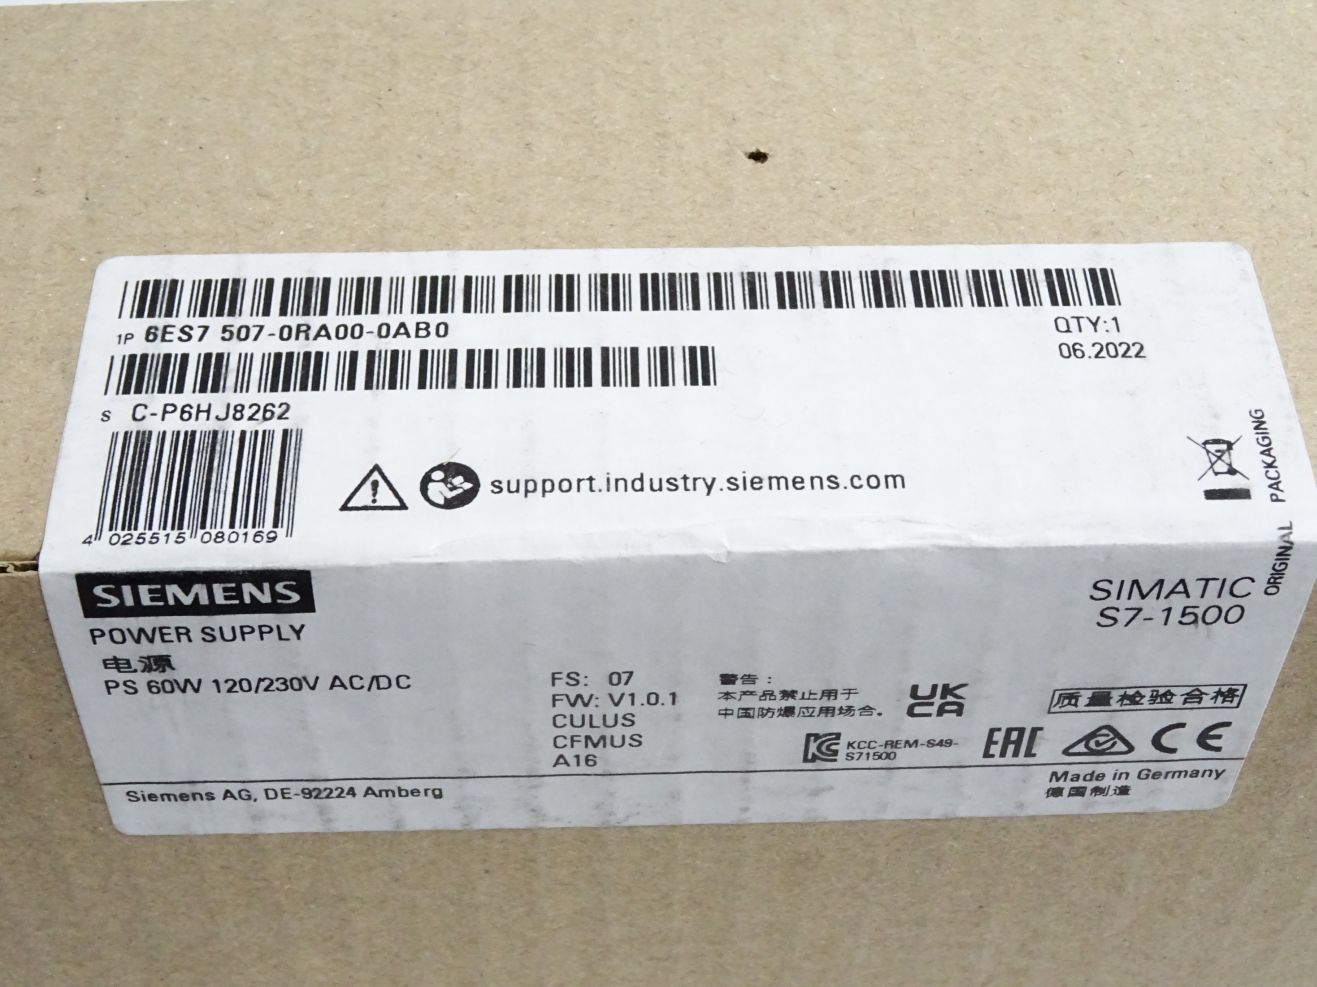 1P 6ES7 507-0RA00-0AB0
QTY:1
06.2022
S C-P6HJ8262
support.industry.siemens.com
4 025515 080169
ORIGINAL PACKAGING
SIEMENS
SIMATIC
S7-1500
POWER SUPPLY
电源
PS 60W 120/230V AC/DC
FS: 07
FW: V1.0.1
CULUS
CFMUS
A16
警告：
本产品禁止用于
中国防爆应用场合。
UK
CA
质量检验合格
KCC-REM-S49-
S71500
EAC
CE
Made in Germany
德国制造
Siemens AG, DE-92224 Amberg